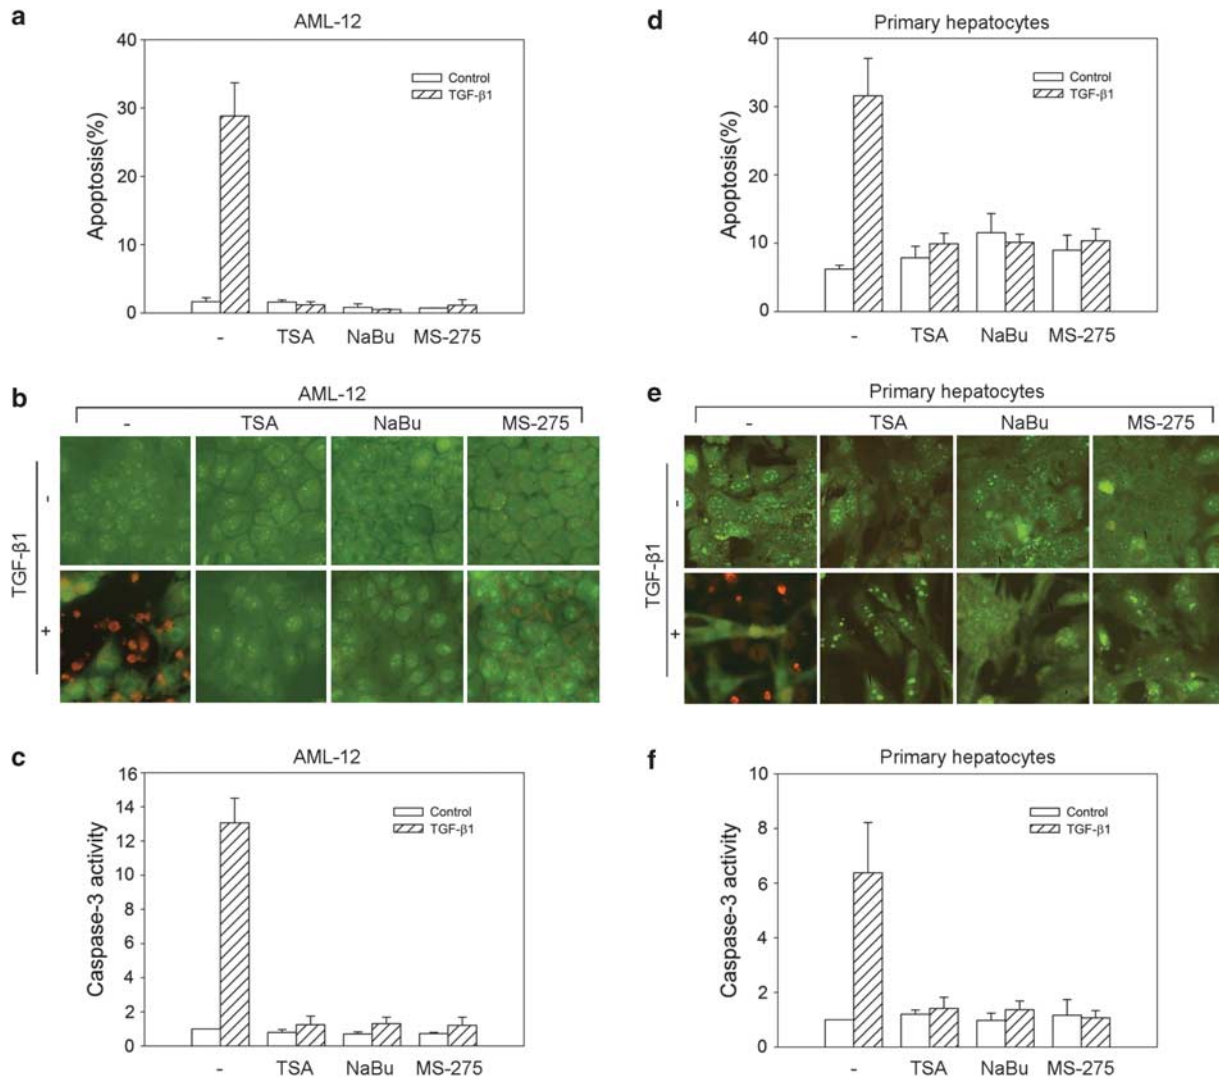 a
AML-12
40
30
20
10
0
Apoptosis(%)
Control
TGF-β1
- TSA NaBu MS-275
b
AML-12
- TSA NaBu MS-275
TGF-β1
-
+
c
AML-12
16
14
12
10
8
6
4
2
0
Caspase-3 activity
Control
TGF-β1
- TSA NaBu MS-275
d
Primary hepatocytes
40
30
20
10
0
Apoptosis(%)
Control
TGF-β1
- TSA NaBu MS-275
e
Primary hepatocytes
- TSA NaBu MS-275
TGF-β1
-
+
f
Primary hepatocytes
10
8
6
4
2
0
Caspase-3 activity
Control
TGF-β1
- TSA NaBu MS-275